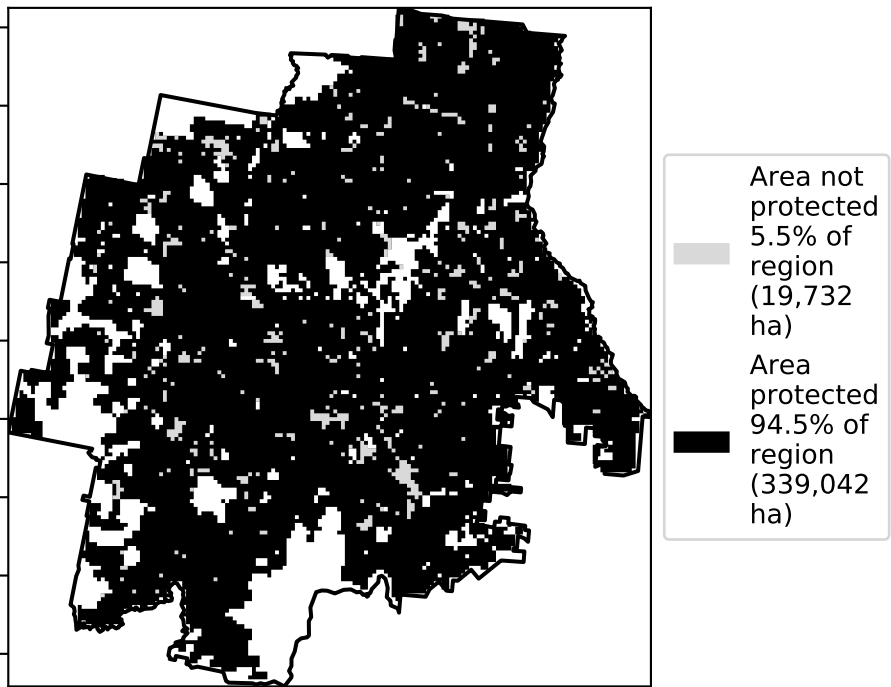 Area not
protected
5.5% of
region
(19,732
ha)
Area
protected
94.5% of
region
(339,042
ha)